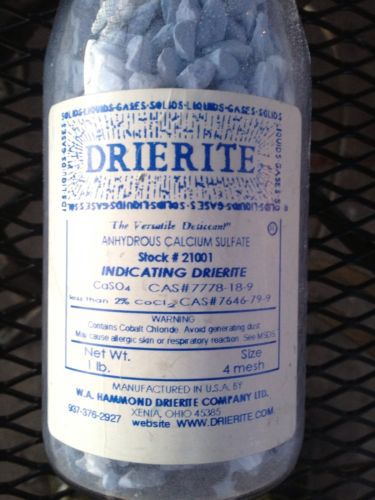 SOLIDS-LIQUIDS-GASES-SOLIDS-LIQUIDS-GASES-SOLIDS
DRIERITE
The Versatile Desiccant"
ANHYDROUS CALCIUM SULFATE
Stock # 21001
INDICATING DRIERITE
CaSO4 CAS#7778-18-9
less than 2% CoCl2 CAS#7646-79-9
WARNING
Contains Cobalt Chloride. Avoid generating dust
May cause allergic skin or respiratory reaction. See MSDS
Net Wt. Size
1 lb. 4 mesh
MANUFACTURED IN U.S.A. BY
W.A. HAMMOND DRIERITE COMPANY LTD.
937-376-2927 XENIA, OHIO 45385
website WWW.DRIERITE.COM